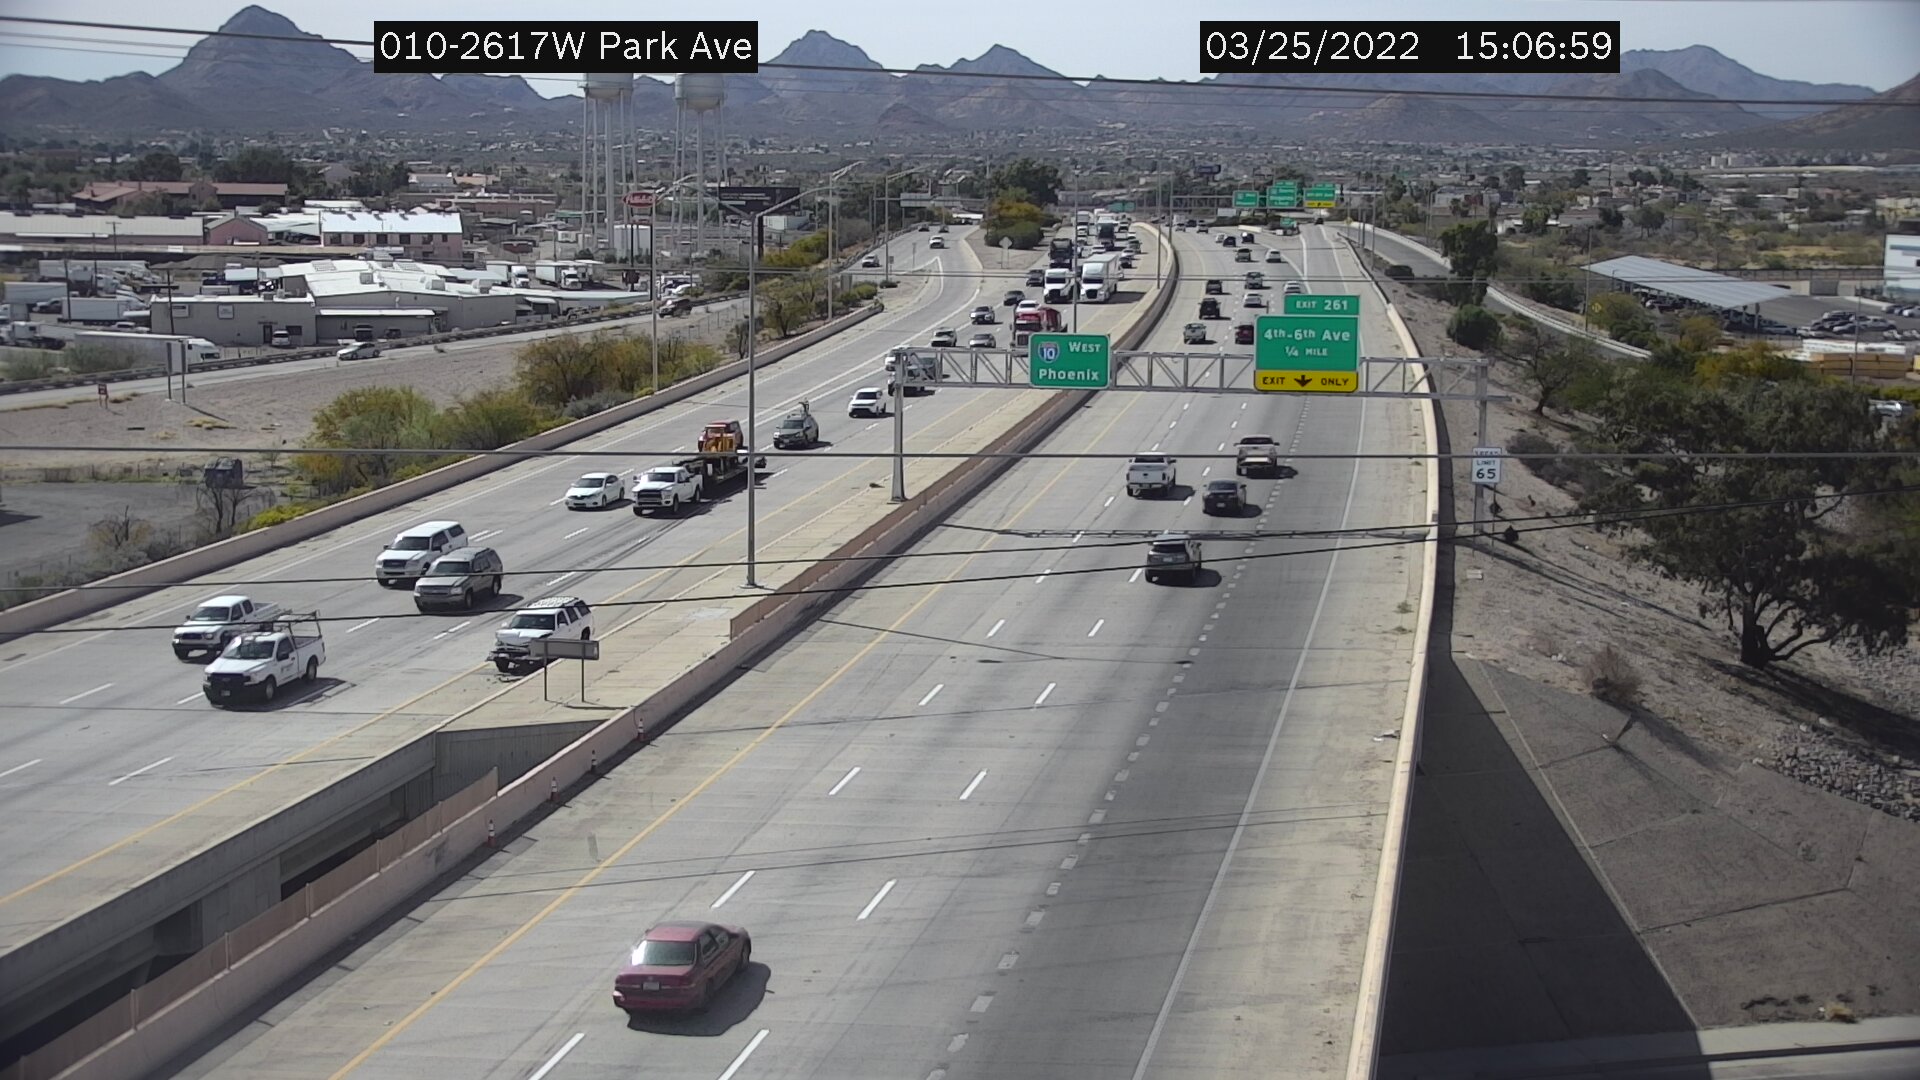 010-2617W Park Ave
03/25/2022 15:06:59
EXIT 261
4th-6th Ave
1/4 MILE
EXIT ONLY
10 WEST
Phoenix
SPEED
LIMIT
65